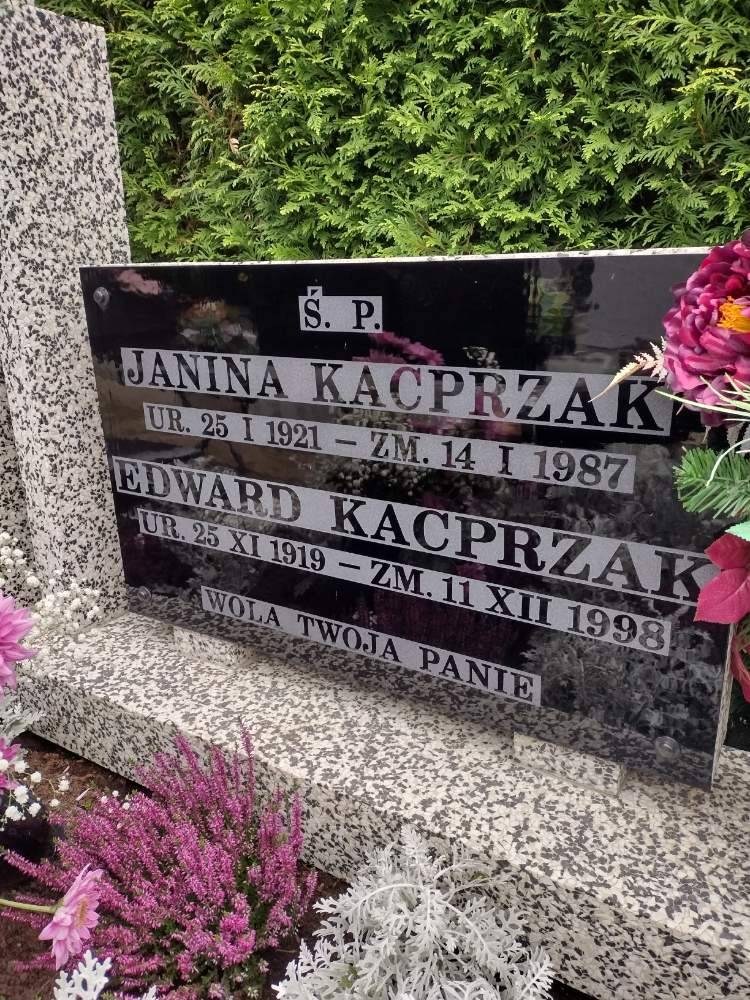 Ś. P.
JANINA KACPRZAK
UR. 25 I 1921 – ZM. 14 I 1987
EDWARD KACPRZAK
UR. 25 XI 1919 – ZM. 11 XII 1998
WOLA TWOJA PANIE